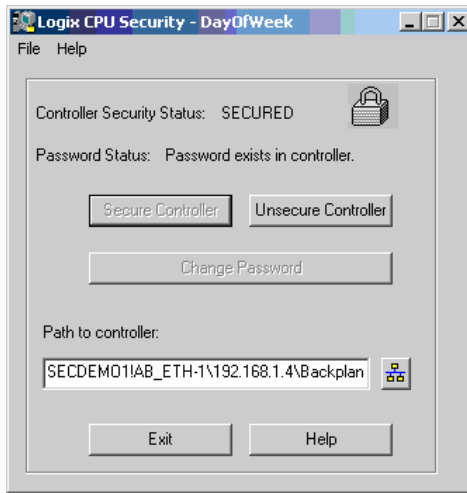 Logix CPU Security - DayOfWeek
File Help
Controller Security Status: SECURED
Password Status: Password exists in controller.
Secure Controller Unsecure Controller
Change Password
Path to controller:
SECDEMO1!AB_ETH-1\192.168.1.4\Backplan
Exit Help